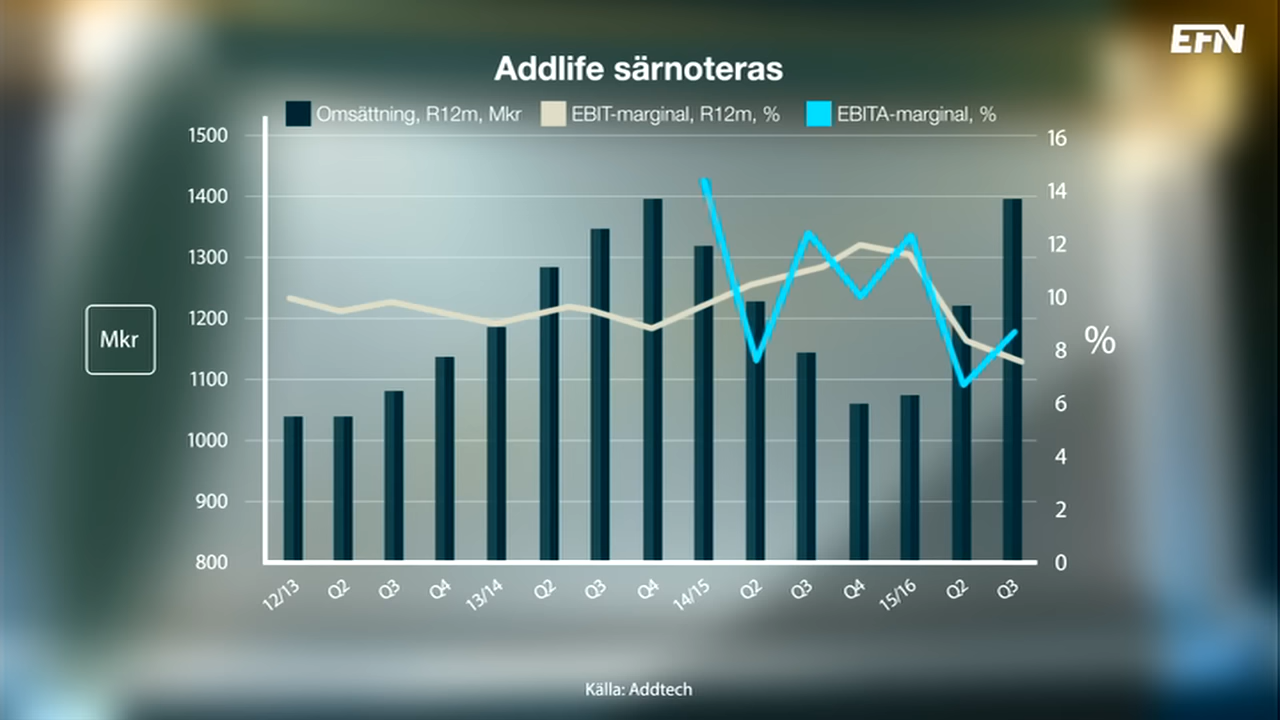 EFN
Addlife särnoteras
Omsättning, R12m, Mkr EBIT-marginal, R12m, % EBITA-marginal, %
1500 16
1400 14
1300 12
1200 10
Mkr
1100 8 %
1000 6
900 4
800 2
0
12/13 Q2 Q3 Q4 13/14 Q2 Q3 Q4 14/15 Q2 Q3 Q4 15/16 Q2 Q3
Källa: Addtech